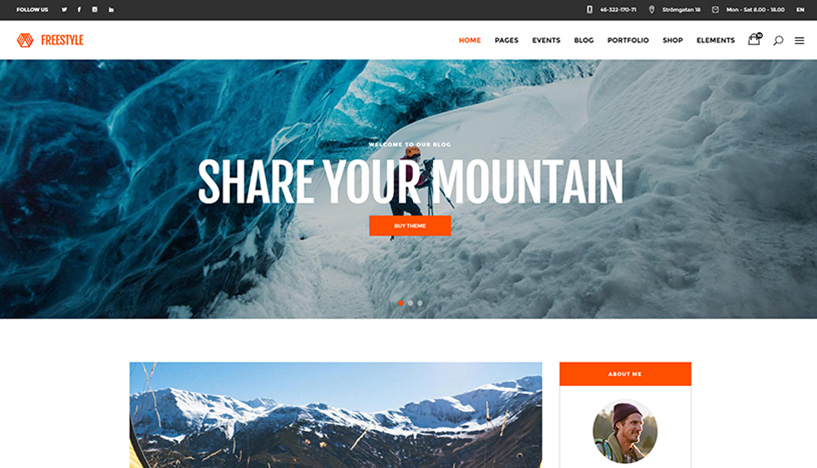 FOLLOW US 46-322-170-71 Strömgatan 18 Mon - Sat 8.00 - 18.00 EN
FREESTYLE HOME PAGES EVENTS BLOG PORTFOLIO SHOP ELEMENTS
WELCOME TO OUR BLOG
SHARE YOUR MOUNTAIN
BUY THEME
ABOUT ME